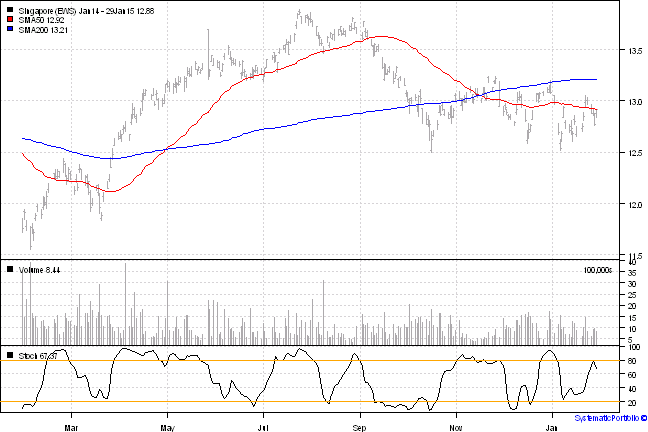 Singapore (EWS) Jan14 - 29Jan15 12.88
SMA50 12.92
SMA200 13.21
13.5
13.0
12.5
12.0
11.5
Volume 8.44
100,000s
40
35
30
25
20
15
10
5
Stoch 67.37
100
80
60
40
20
Mar May Jul Sep Nov Jan
SystematicPortfolio ©